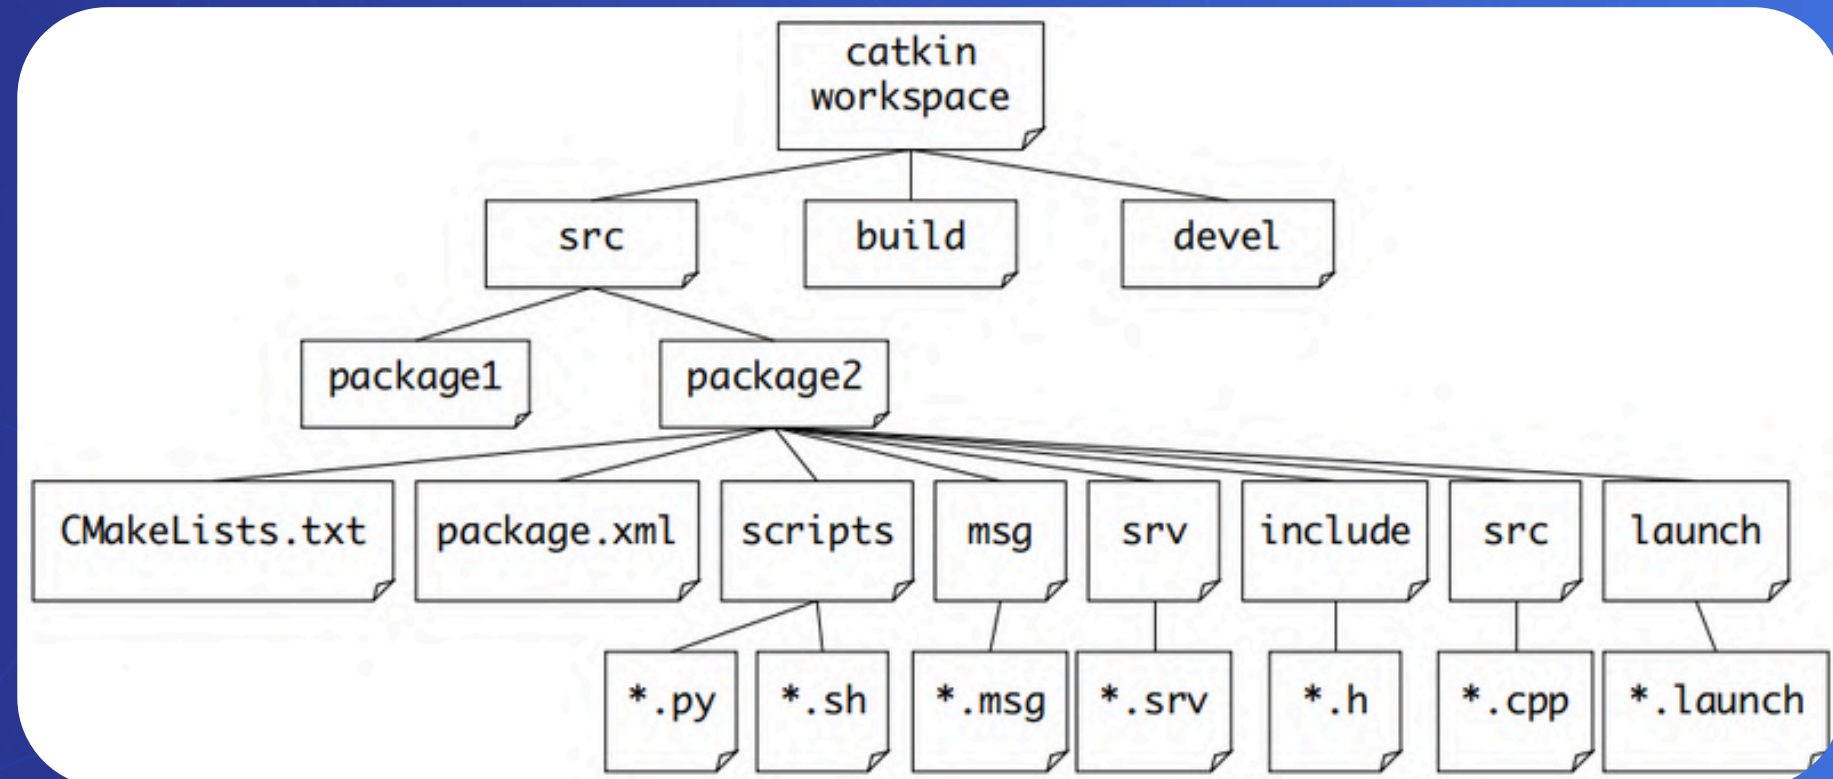 catkin
workspace
src
build
devel
package1
package2
CMakeLists.txt
package.xml
scripts
msg
srv
include
src
launch
*.py
*.sh
*.msg
*.srv
*.h
*.cpp
*.launch